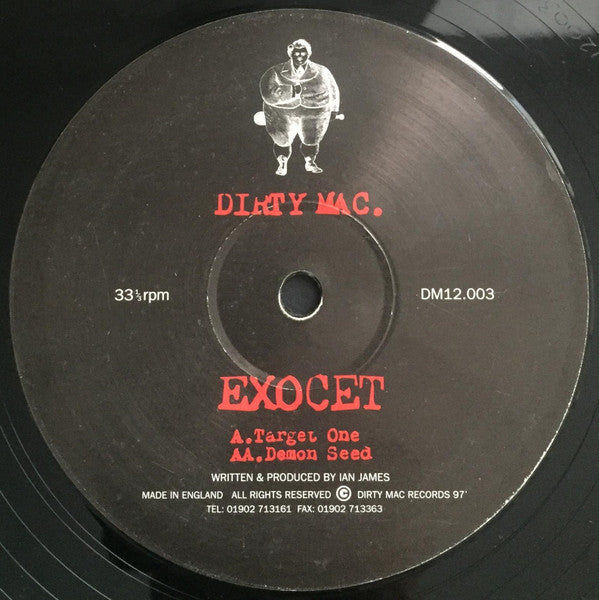 DIRTY MAC.
33⅓rpm
DM12.003
EXOCET
A.Target One
AA.Demon Seed
WRITTEN & PRODUCED BY IAN JAMES
MADE IN ENGLAND ALL RIGHTS RESERVED © DIRTY MAC RECORDS 97'
TEL: 01902 713161 FAX: 01902 713363